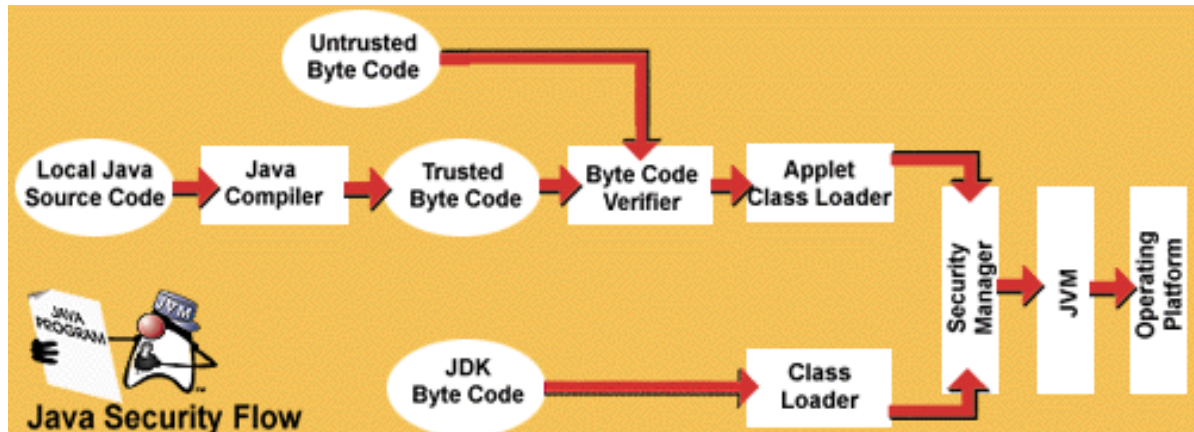 Untrusted
Byte Code
Local Java
Source Code
Java
Compiler
Trusted
Byte Code
Byte Code
Verifier
Applet
Class Loader
Security
Manager
JVM
Operating
Platform
JAVA
PROGRAM
JVM
TM
JDK
Byte Code
Class
Loader
Java Security Flow